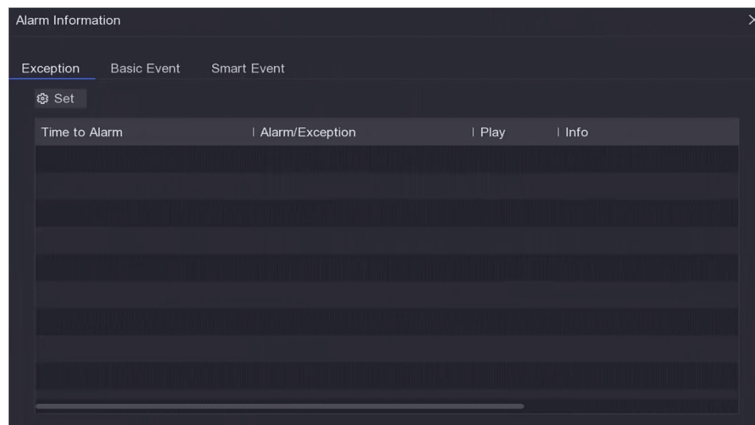 Alarm Information
Exception Basic Event Smart Event
Set
Time to Alarm Alarm/Exception Play Info